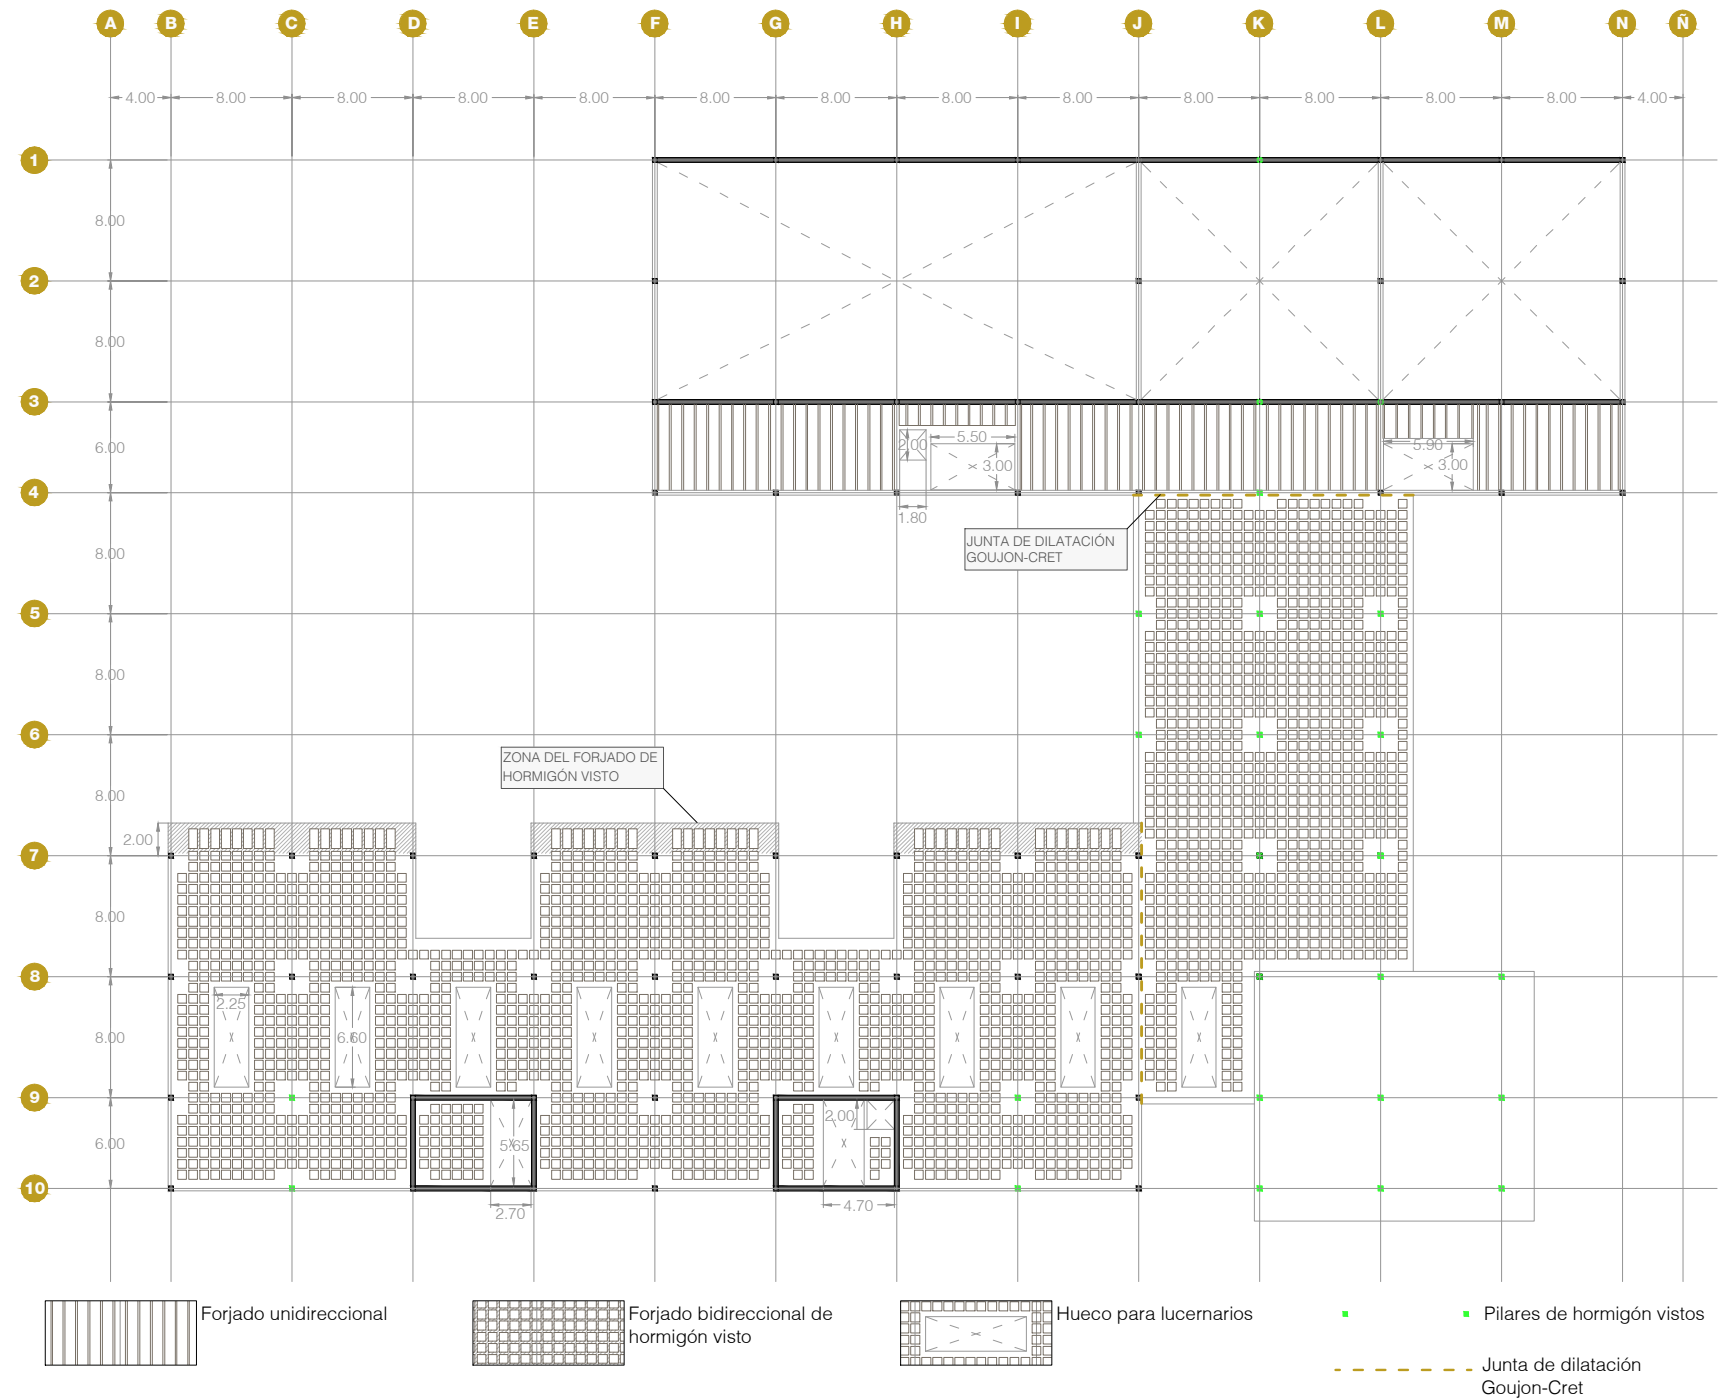 A B C D E F G H I J K L M N Ñ
4.00 8.00 8.00 8.00 8.00 8.00 8.00 8.00 8.00 8.00 8.00 8.00 8.00 4.00
1
8.00
2
8.00
3
6.00
2.00 5.50 3.00
5.90 3.00
4
1.80
JUNTA DE DILATACIÓN
GOUJON-CRET
8.00
5
8.00
6
ZONA DEL FORJADO DE
HORMIGÓN VISTO
8.00
2.00
7
8.00
8
2.25
8.00
6.60
9
2.00
6.00
5.65
10
2.70
4.70
Forjado unidireccional
Forjado bidireccional de
hormigón visto
Hueco para lucernarios
Pilares de hormigón vistos
Junta de dilatación
Goujon-Cret